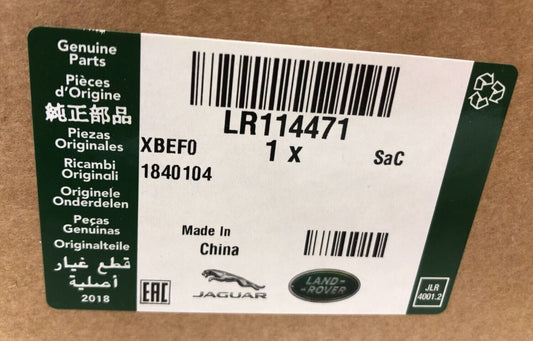 Genuine
Parts
Pièces
d'Origine
純正部品
Piezas
Originales
Ricambi
Originali
Originele
Onderdelen
Peças
Genuinas
Originalteile
قطع غيار
أصلية
2018
LR114471
XBEF0
1 x
SaC
1840104
Made In
China
EAC
JAGUAR
LAND-
ROVER
JLR
4001.2